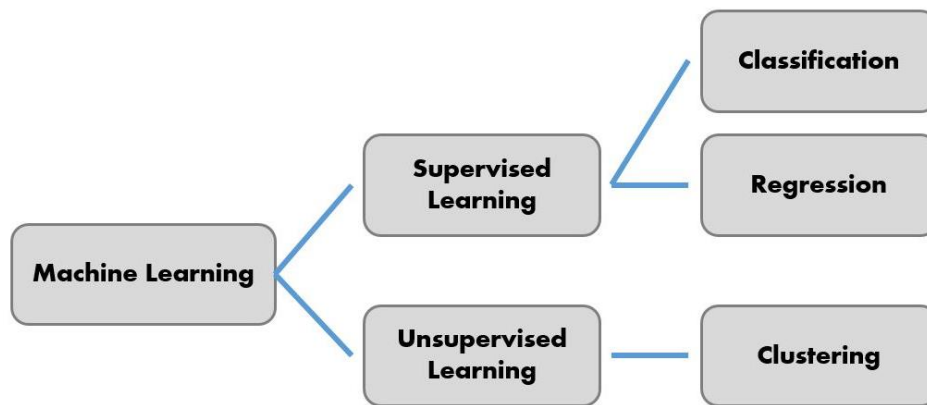 Classification
Supervised
Learning
Regression
Machine Learning
Unsupervised
Learning
Clustering